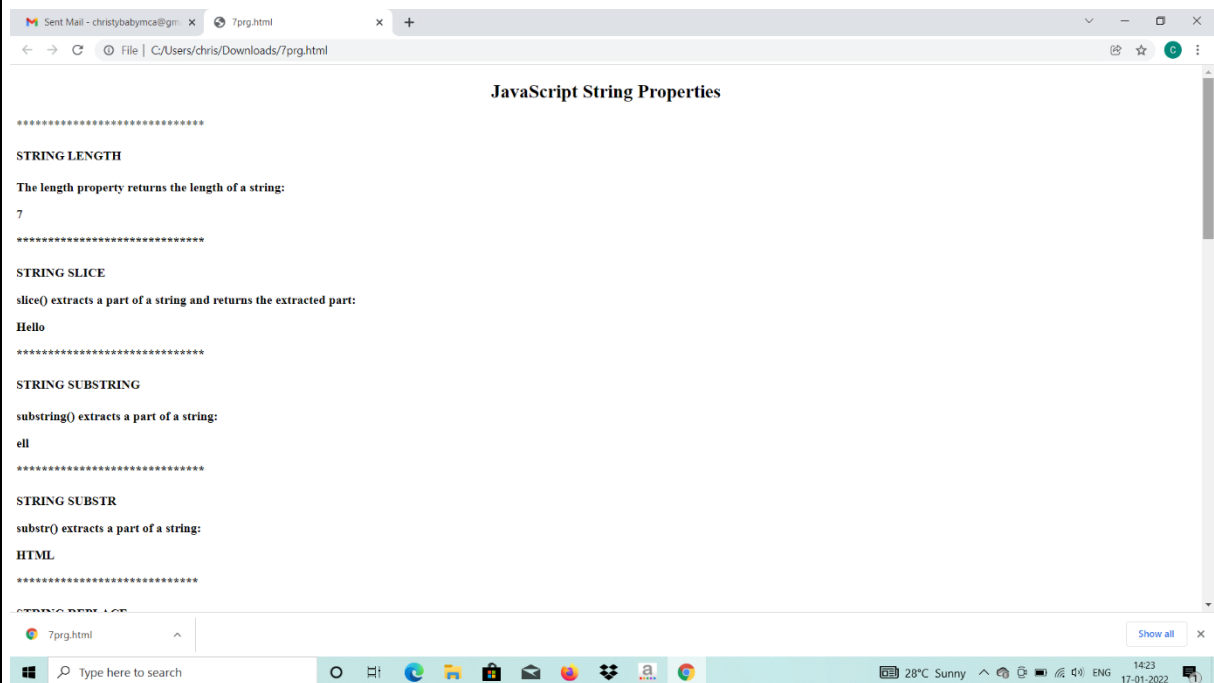 Sent Mail - christybabymca@gm
7prg.html
File | C:/Users/chris/Downloads/7prg.html
C
JavaScript String Properties
******************************
STRING LENGTH
The length property returns the length of a string:
7
******************************
STRING SLICE
slice() extracts a part of a string and returns the extracted part:
Hello
******************************
STRING SUBSTRING
substring() extracts a part of a string:
ell
******************************
STRING SUBSTR
substr() extracts a part of a string:
HTML
*****************************
STRING REPLACE
7prg.html
Show all
Type here to search
a
28°C Sunny
ENG
14:23
17-01-2022
1